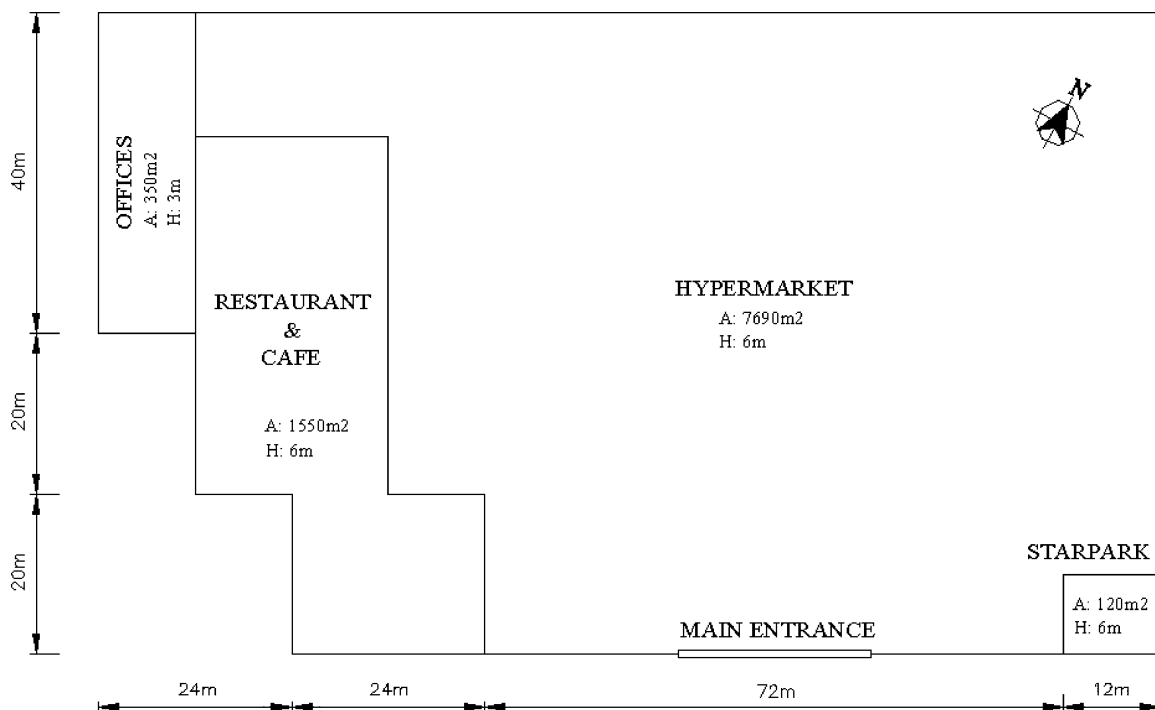 N
40m
OFFICES
A: 350m2
H: 3m
HYPERMARKET
A: 7690m2
H: 6m
RESTAURANT
&
CAFE
20m
A: 1550m2
H: 6m
20m
STARPARK
A: 120m2
H: 6m
MAIN ENTRANCE
24m
24m
72m
12m